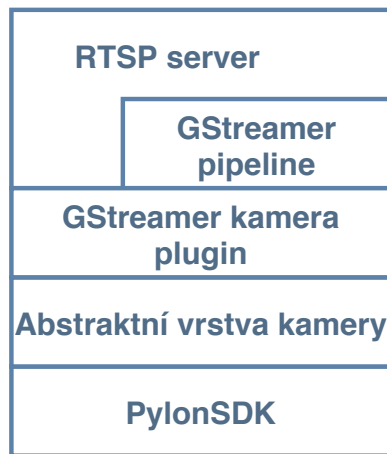 RTSP server
GStreamer
pipeline
GStreamer kamera
plugin
Abstraktní vrstva kamery
PylonSDK